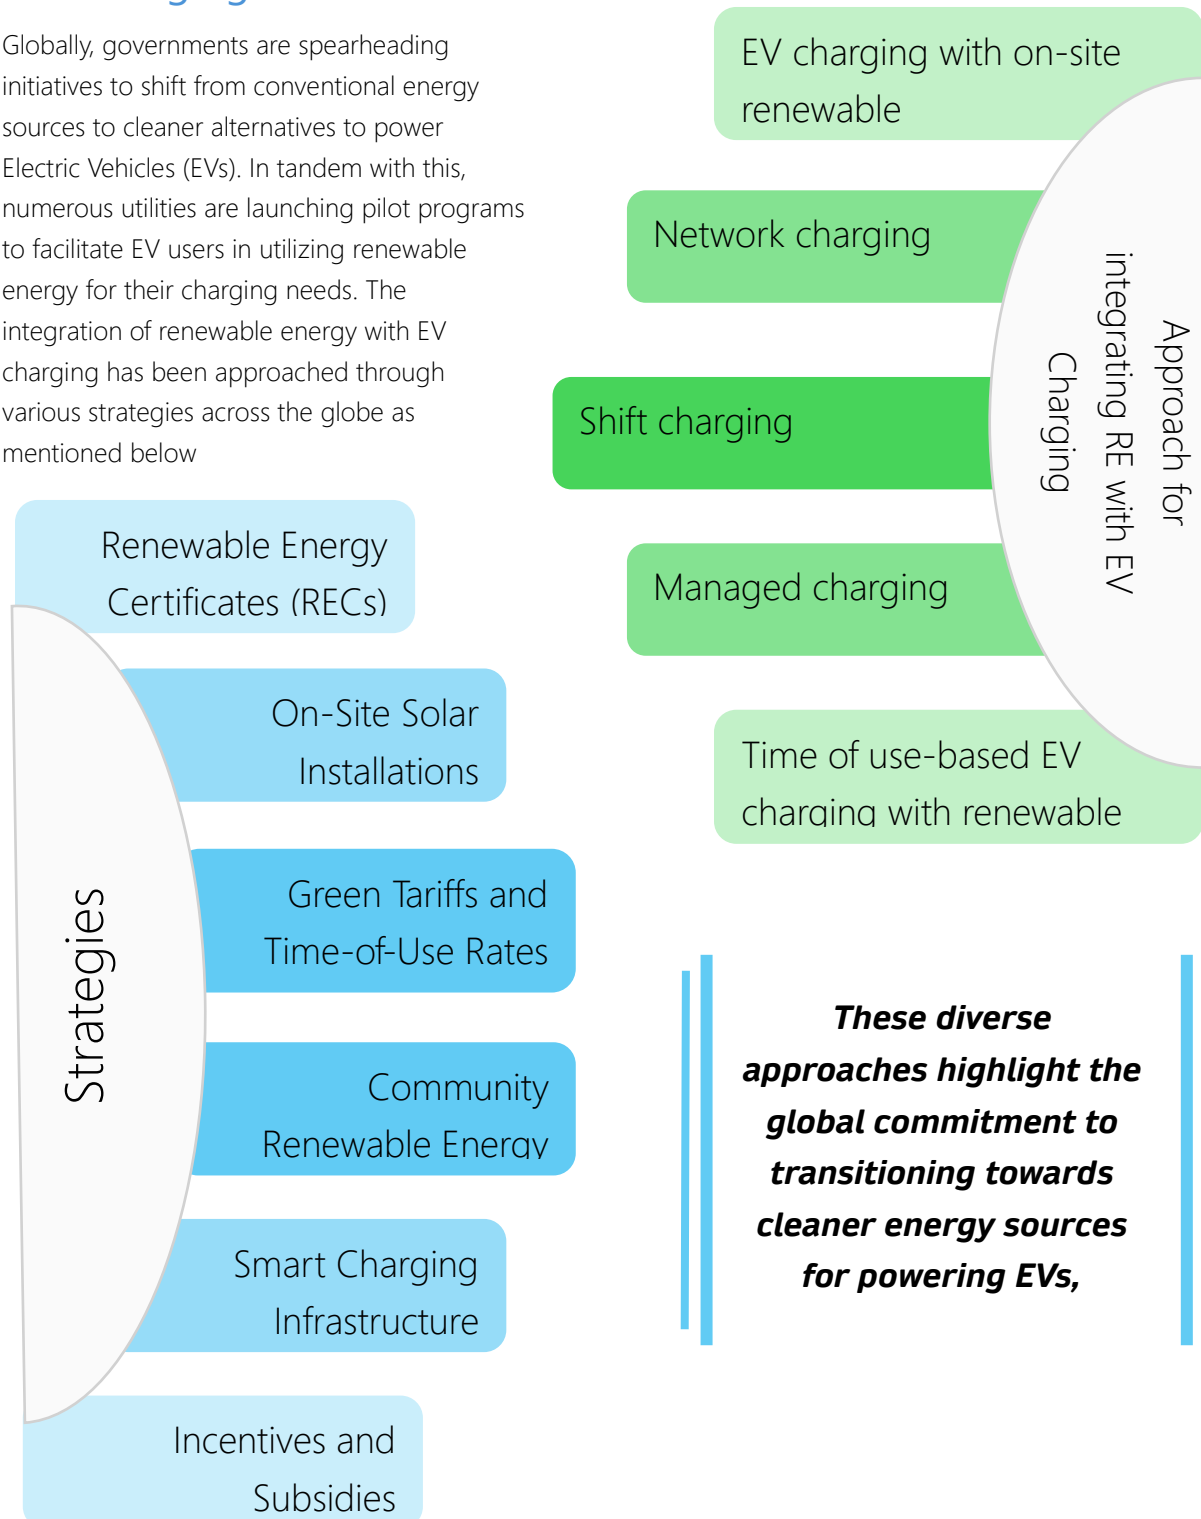 Globally, governments are spearheading
initiatives to shift from conventional energy
sources to cleaner alternatives to power
Electric Vehicles (EVs). In tandem with this,
numerous utilities are launching pilot programs
to facilitate EV users in utilizing renewable
energy for their charging needs. The
integration of renewable energy with EV
charging has been approached through
various strategies across the globe as
mentioned below
Strategies
Renewable Energy
Certificates (RECs)
On-Site Solar
Installations
Green Tariffs and
Time-of-Use Rates
Community
Renewable Energy
Smart Charging
Infrastructure
Incentives and
Subsidies
EV charging with on-site
renewable
Network charging
Shift charging
Managed charging
Time of use-based EV
charging with renewable
Approach for
integrating RE with EV
Charging
These diverse
approaches highlight the
global commitment to
transitioning towards
cleaner energy sources
for powering EVs,